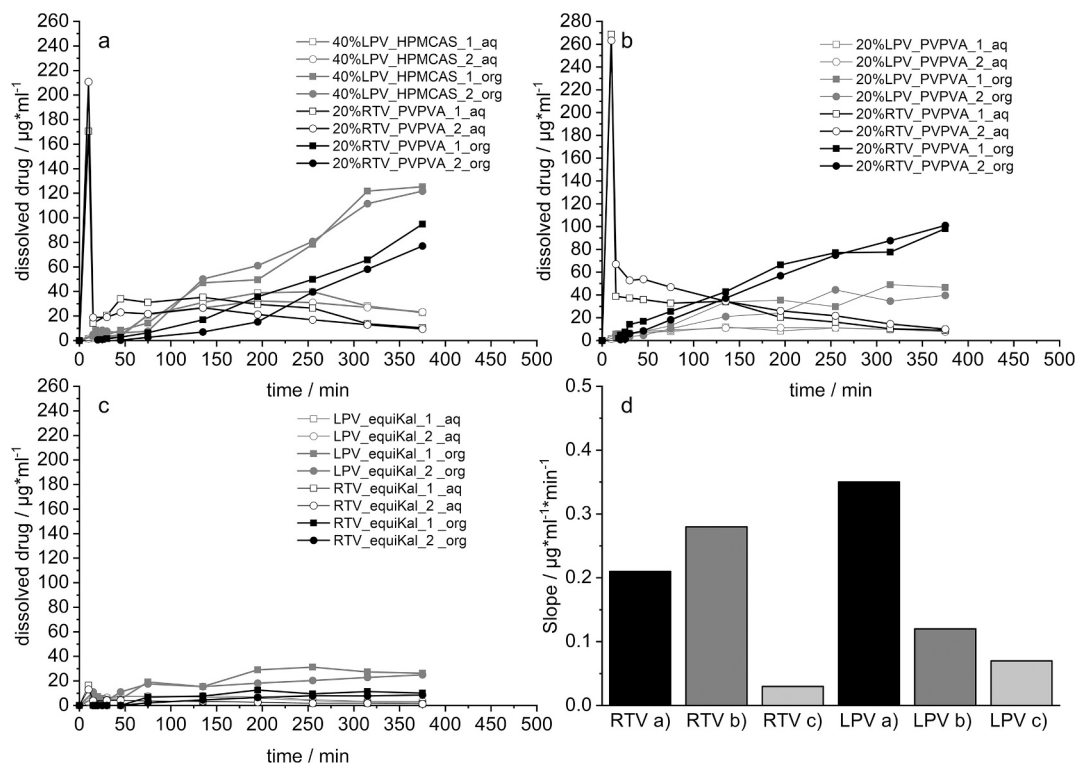 a
260
240
220
200
180
160
140
120
100
80
60
40
20
0
dissolved drug / µg*ml-1
40%LPV_HPMCAS_1_aq
40%LPV_HPMCAS_2_aq
40%LPV_HPMCAS_1_org
40%LPV_HPMCAS_2_org
20%RTV_PVPVA_1_aq
20%RTV_PVPVA_2_aq
20%RTV_PVPVA_1_org
20%RTV_PVPVA_2_org
0 50 100 150 200 250 300 350 400 450 500
time / min
b
280
260
240
220
200
180
160
140
120
100
80
60
40
20
0
dissolved drug / µg*ml-1
20%LPV_PVPVA_1_aq
20%LPV_PVPVA_2_aq
20%LPV_PVPVA_1_org
20%LPV_PVPVA_2_org
20%RTV_PVPVA_1_aq
20%RTV_PVPVA_2_aq
20%RTV_PVPVA_1_org
20%RTV_PVPVA_2_org
0 50 100 150 200 250 300 350 400 450 500
time / min
c
260
240
220
200
180
160
140
120
100
80
60
40
20
0
dissolved drug / µg*ml-1
LPV_equiKal_1 _aq
LPV_equiKal_2 _aq
LPV_equiKal_1 _org
LPV_equiKal_2 _org
RTV_equiKal_1 _aq
RTV_equiKal_2 _aq
RTV_equiKal_1 _org
RTV_equiKal_2 _org
0 50 100 150 200 250 300 350 400 450 500
time / min
d
0.5
0.4
0.3
0.2
0.1
0.0
Slope / µg*ml-1*min-1
RTV a) RTV b) RTV c) LPV a) LPV b) LPV c)